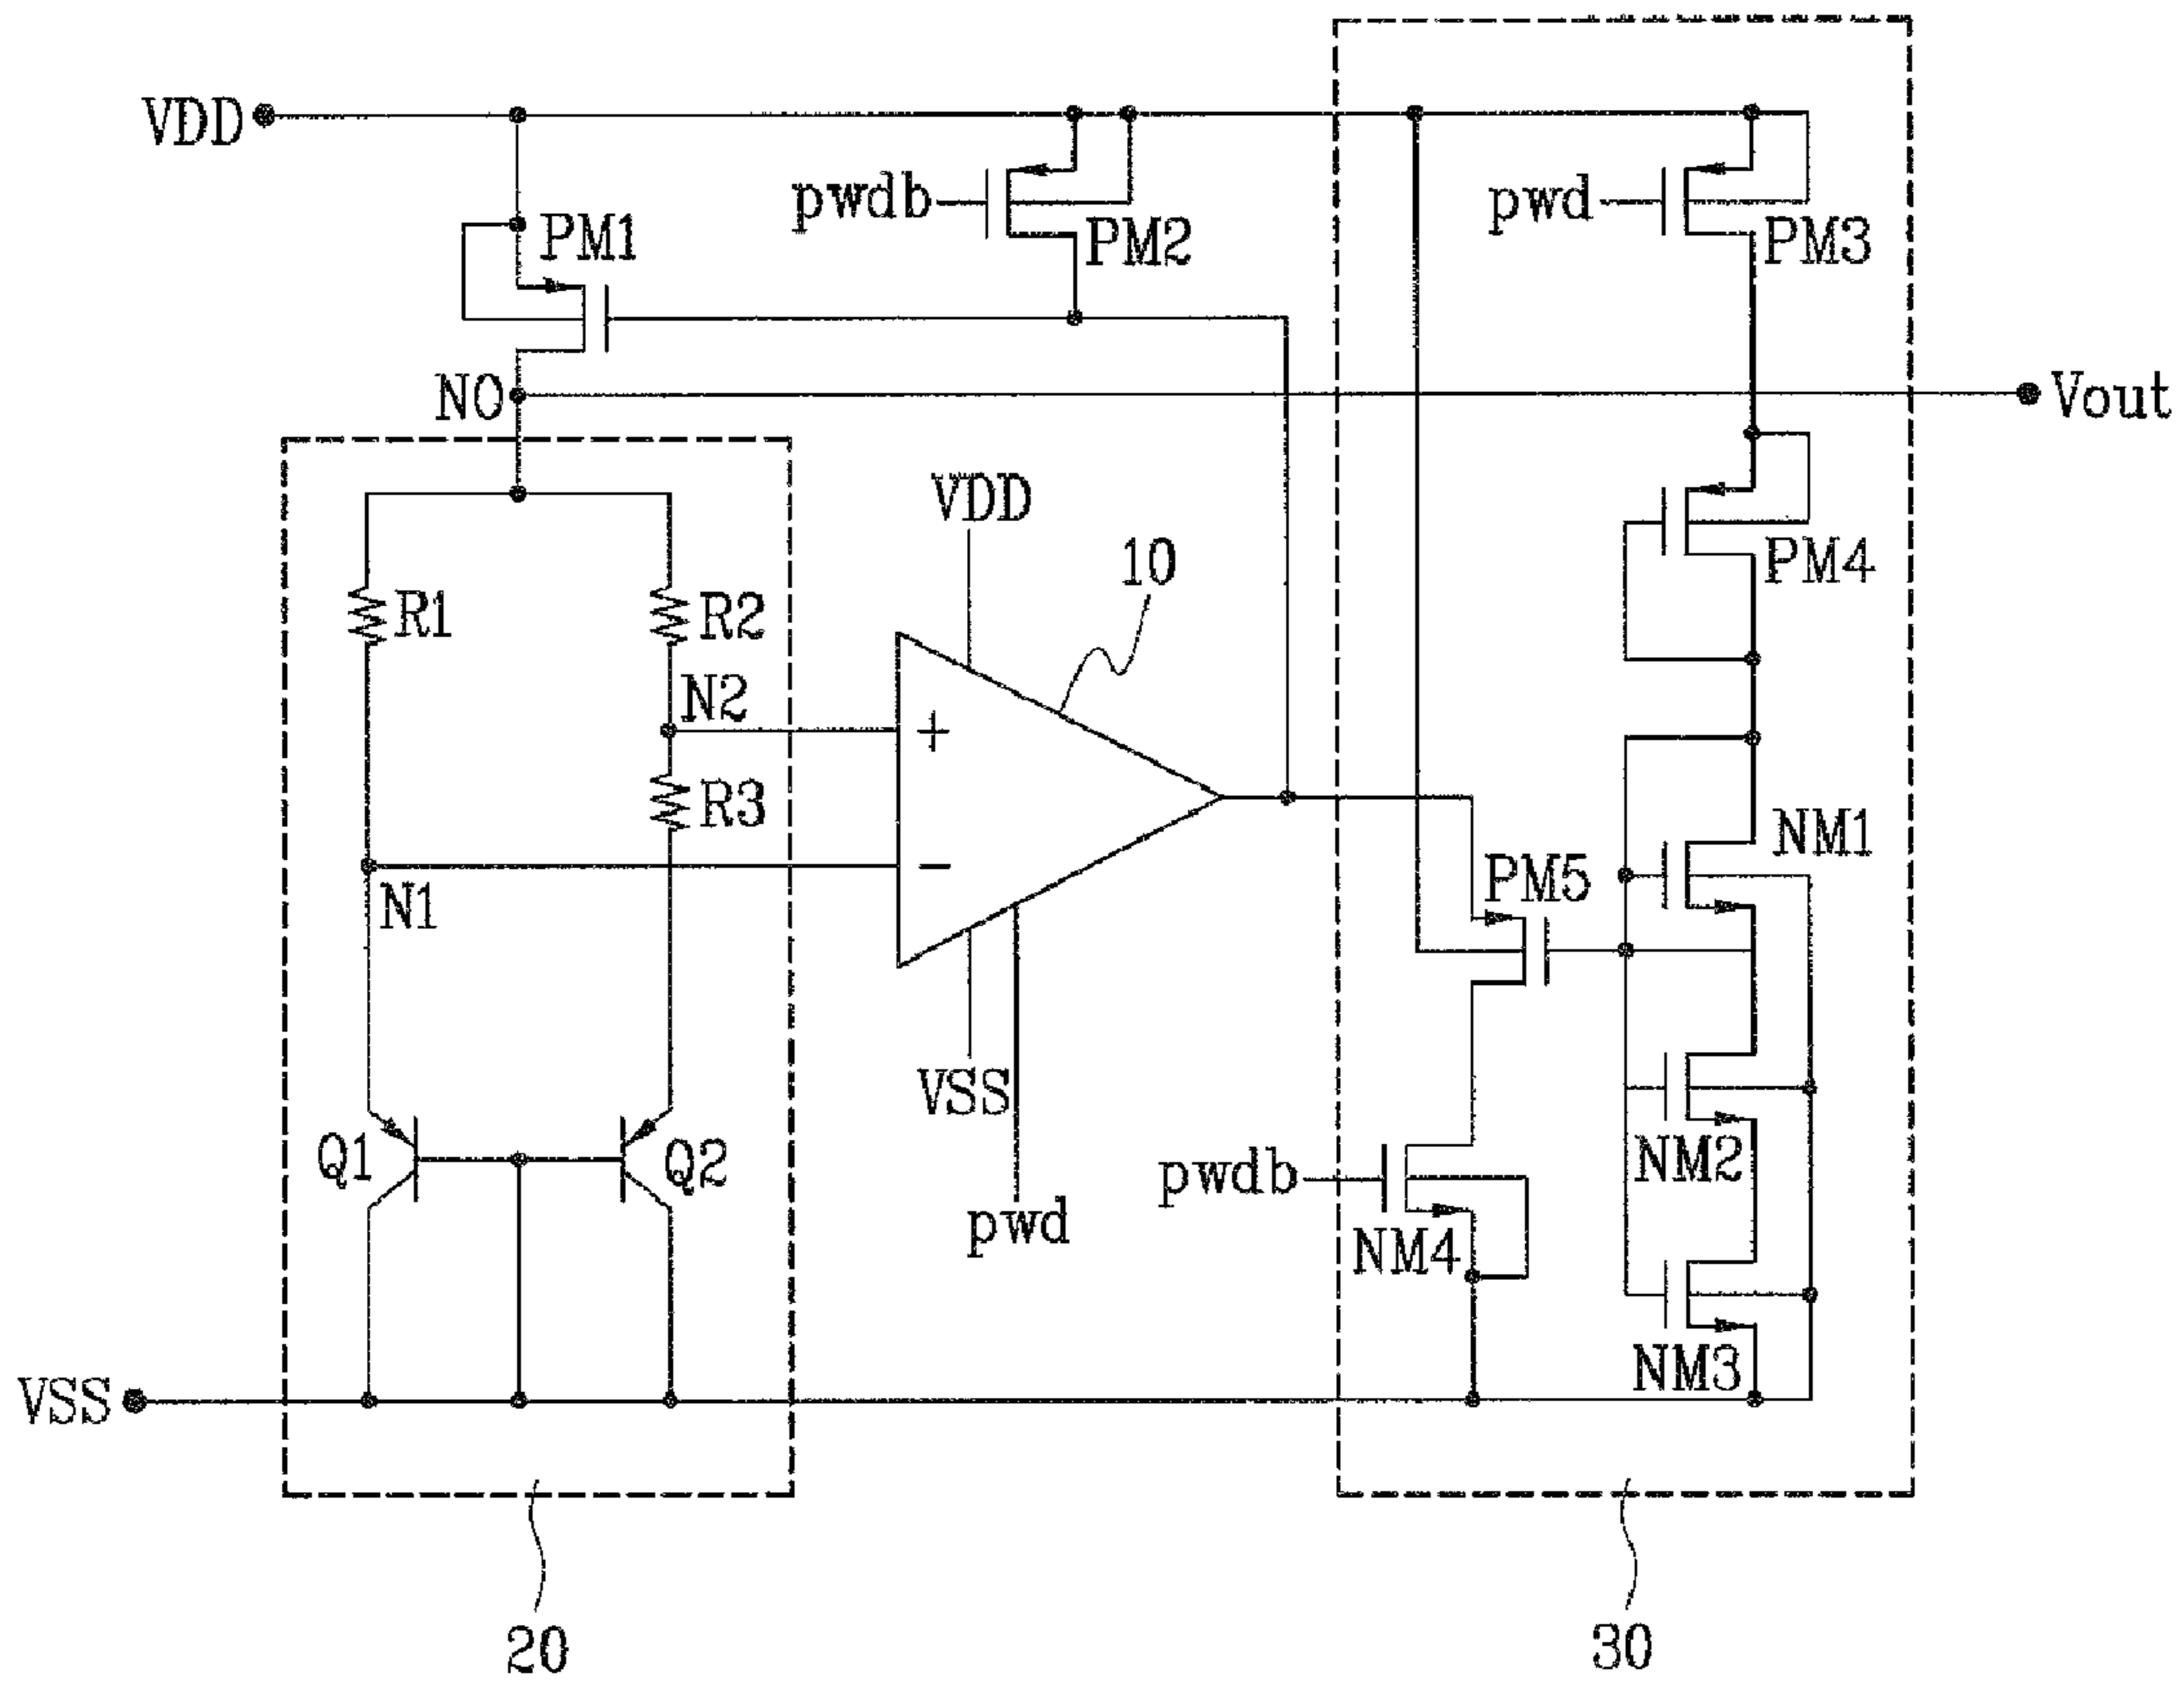 VDD
pwdb
pwd
PM1
PM2
PM3
N0
Vout
VDD
10
PM4
R1
R2
N2
+
R3
NM1
−
PM5
N1
VSS
Q1
Q2
pwdb
NM2
pwd
NM4
NM3
VSS
20
30